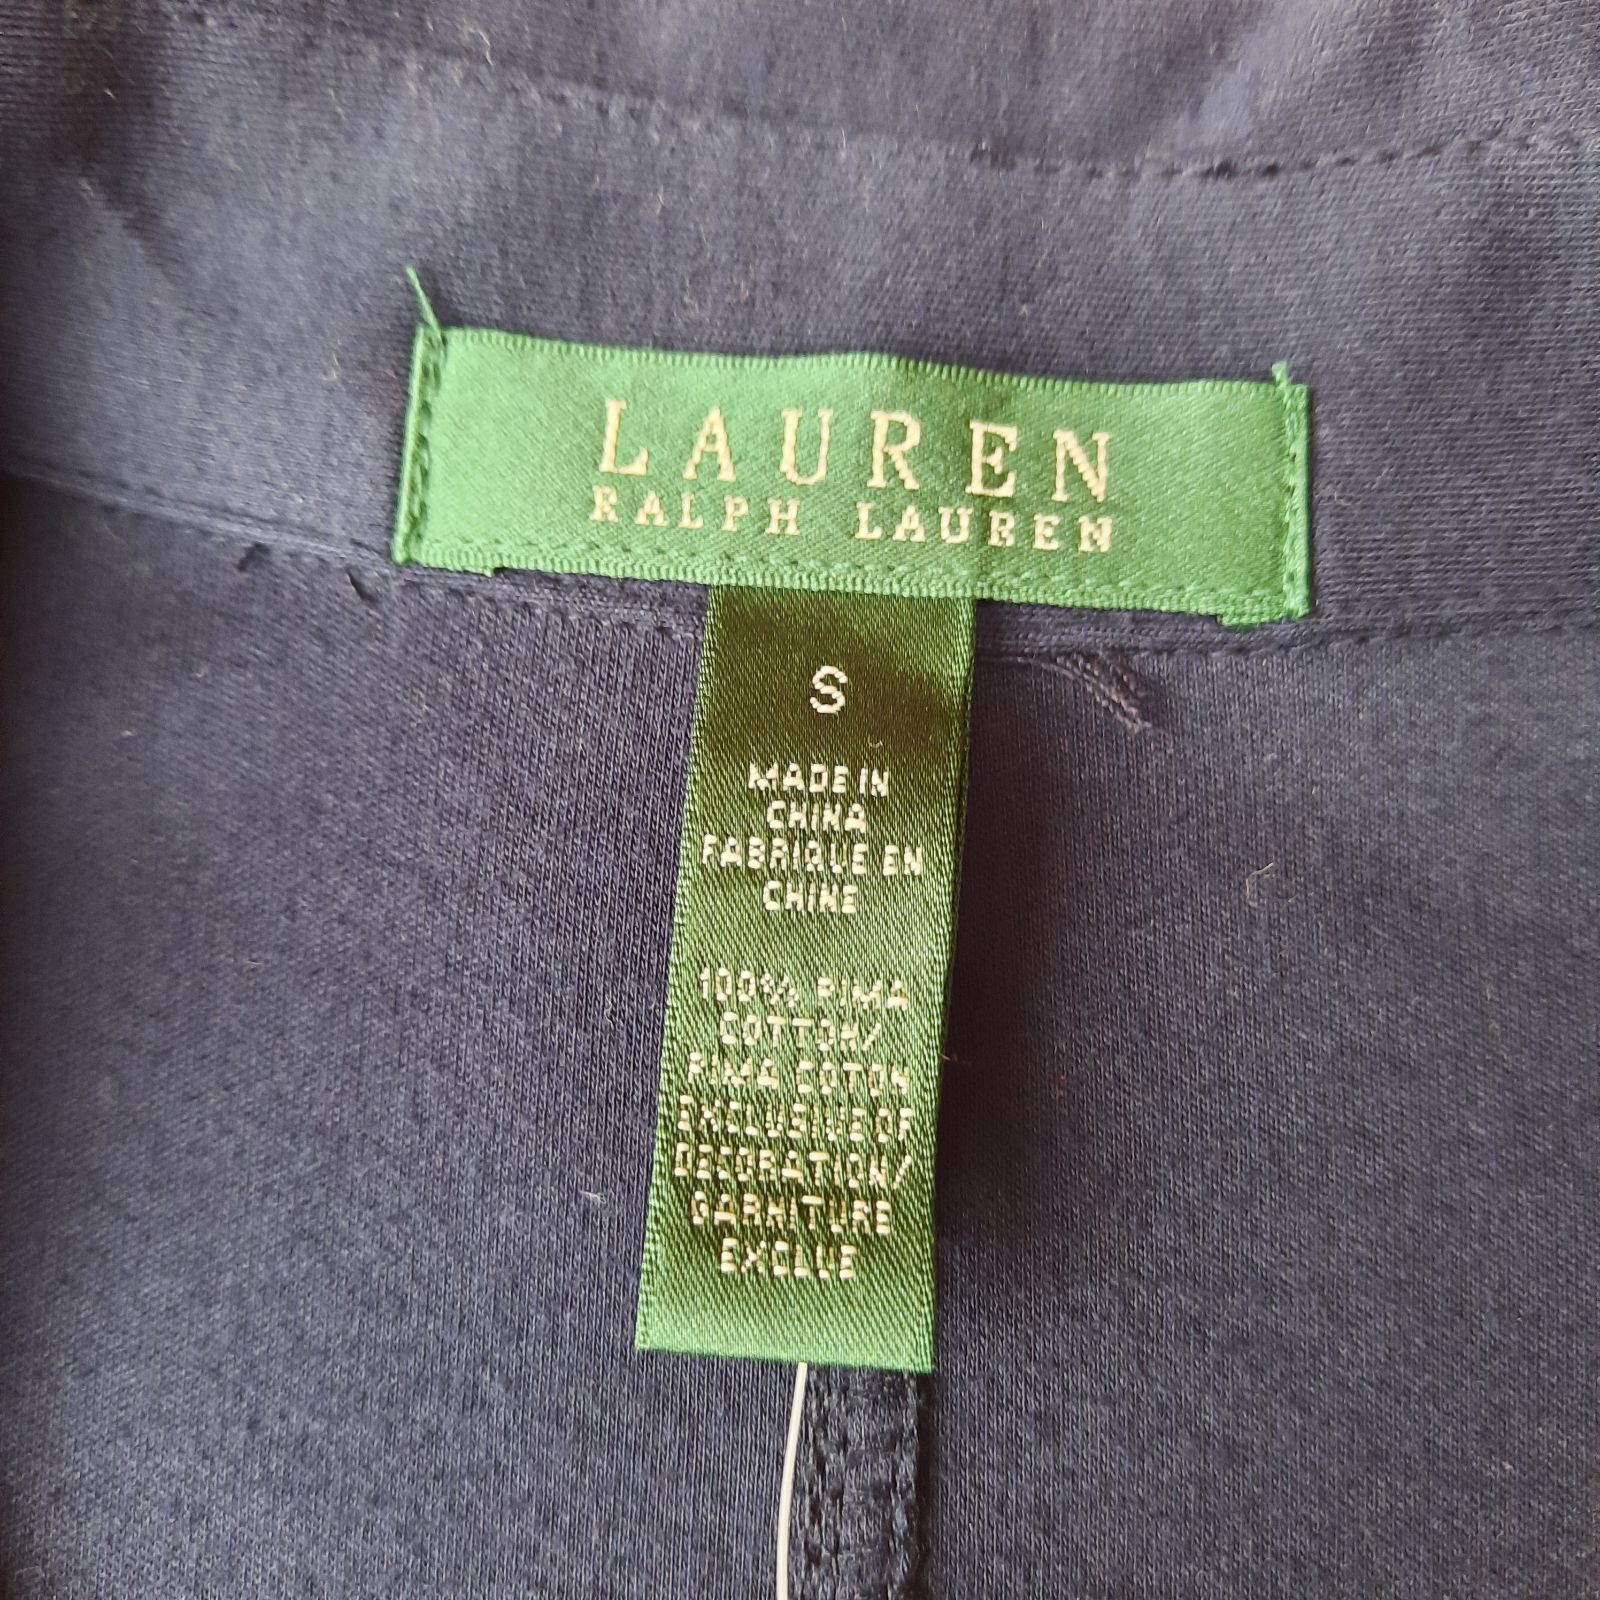 LAUREN
RALPH LAUREN
S
MADE IN
CHINA
FABRIQUE EN
CHINE
100% PIMA
COTTON/
PIMA COTON
EXCLUSIVE OF
DECORATION/
GARNITURE
EXCLUE